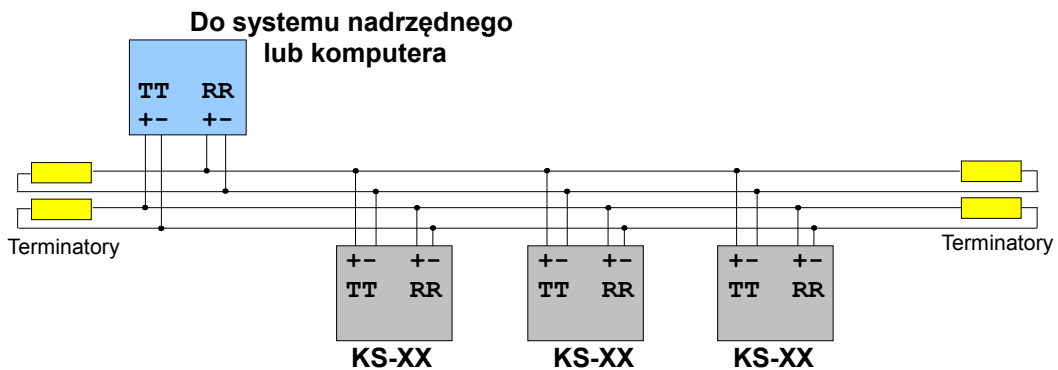 Do systemu nadrzędnego
lub komputera
TT RR
+- +-
Terminatory
Terminatory
+- +-
TT RR
+- +-
TT RR
+- +-
TT RR
KS-XX
KS-XX
KS-XX